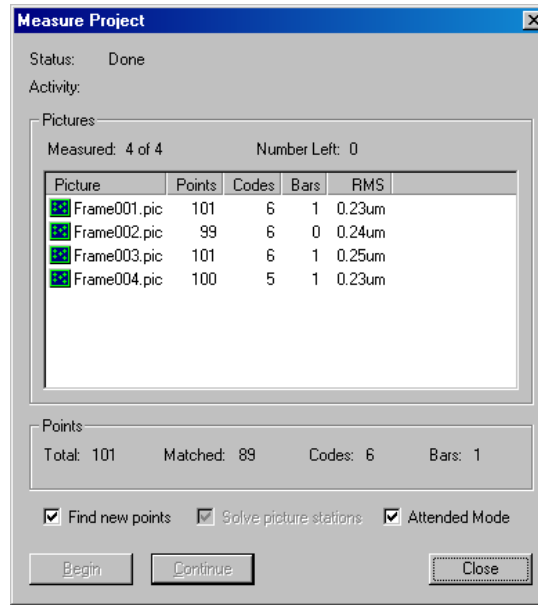 Measure Project
Status: Done
Activity:
Pictures
Measured: 4 of 4 Number Left: 0
Picture Points Codes Bars RMS
Frame001.pic 101 6 1 0.23um
Frame002.pic 99 6 0 0.24um
Frame003.pic 101 6 1 0.25um
Frame004.pic 100 5 1 0.23um
Points
Total: 101 Matched: 89 Codes: 6 Bars: 1
Find new points Solve picture stations Attended Mode
Begin Continue Close